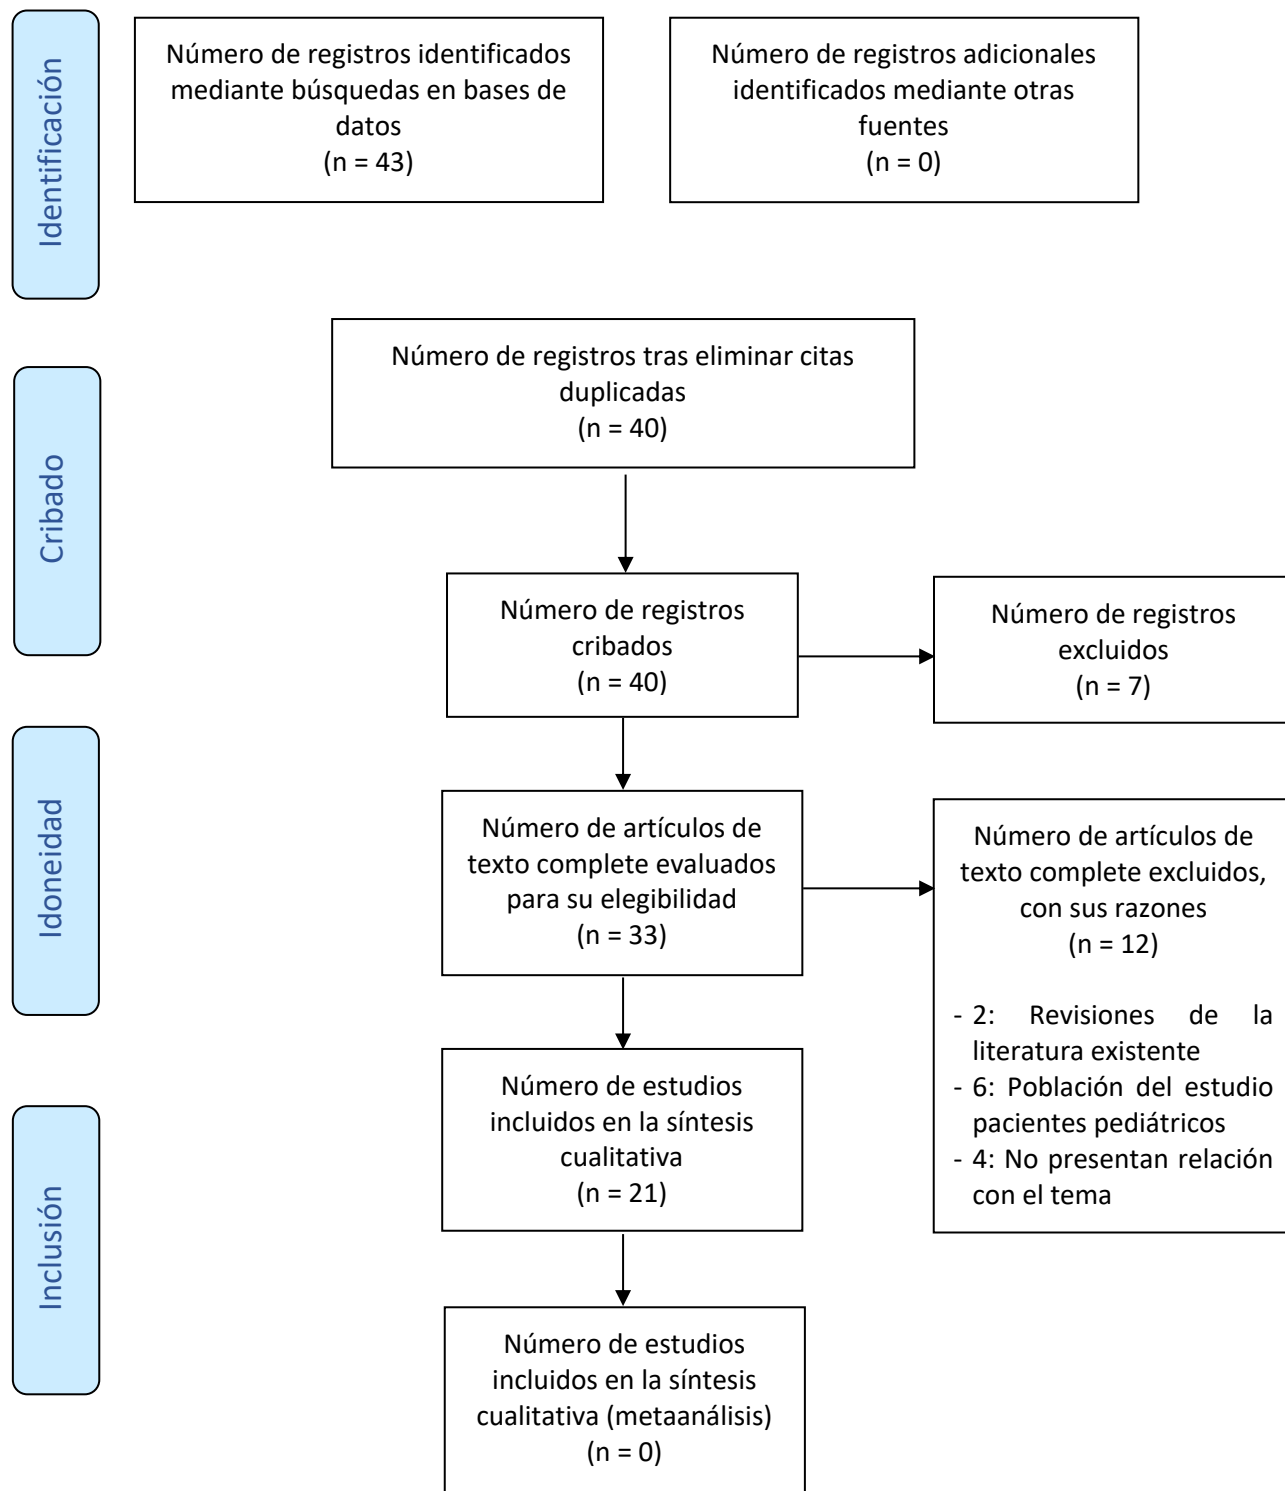 Identificación
Número de registros identificados
mediante búsquedas en bases de
datos
(n = 43)
Número de registros adicionales
identificados mediante otras
fuentes
(n = 0)
Cribado
Número de registros tras eliminar citas
duplicadas
(n = 40)
Número de registros
cribados
(n = 40)
Número de registros
excluidos
(n = 7)
Idoneidad
Número de artículos de
texto complete evaluados
para su elegibilidad
(n = 33)
Número de artículos de
texto complete excluidos,
con sus razones
(n = 12)
- 2: Revisiones de la
literatura existente
- 6: Población del estudio
pacientes pediátricos
- 4: No presentan relación
con el tema
Inclusión
Número de estudios
incluidos en la síntesis
cualitativa
(n = 21)
Número de estudios
incluidos en la síntesis
cualitativa (metaanálisis)
(n = 0)